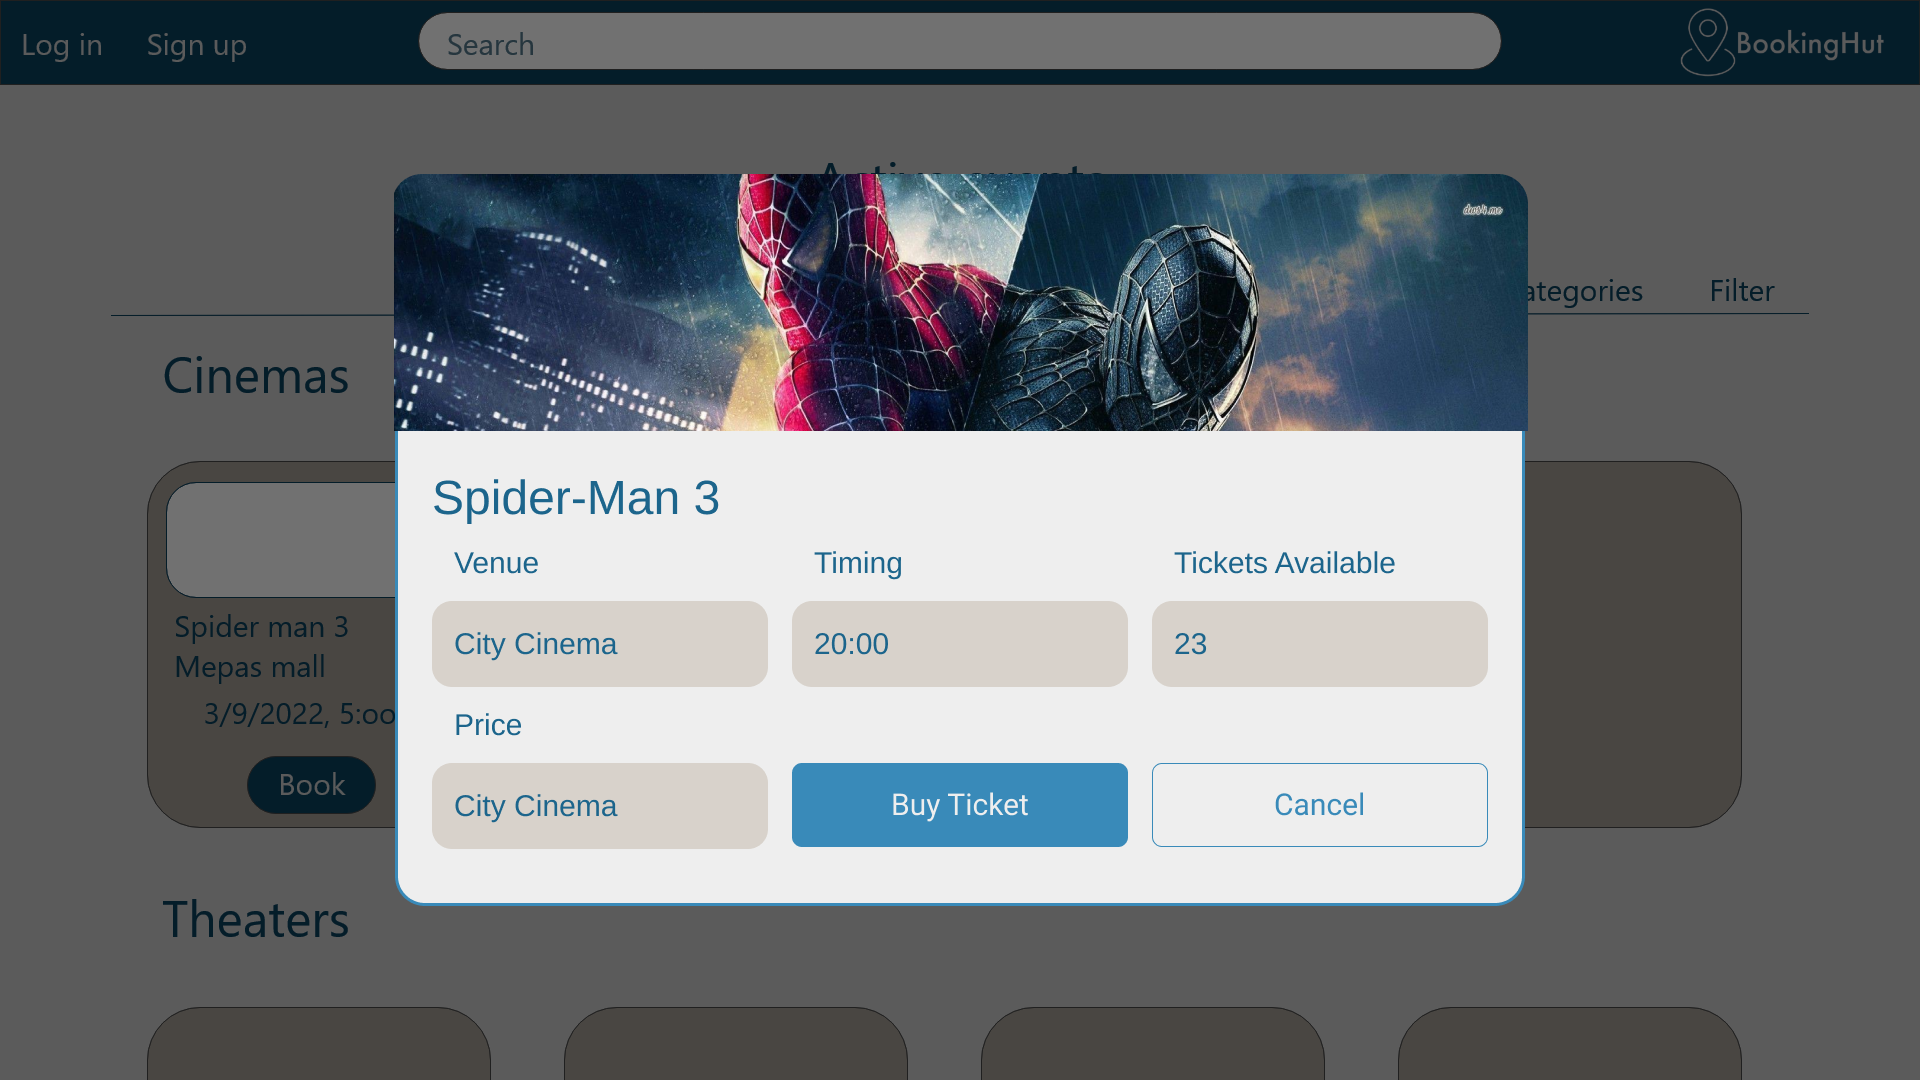 Log in
Sign up
Search
BookingHut
ategories
Filter
Cinemas
Spider-Man 3
Venue
Timing
Tickets Available
City Cinema
20:00
23
Price
City Cinema
Buy Ticket
Cancel
Spider man 3
Mepas mall
3/9/2022, 5:oo
Book
Theaters